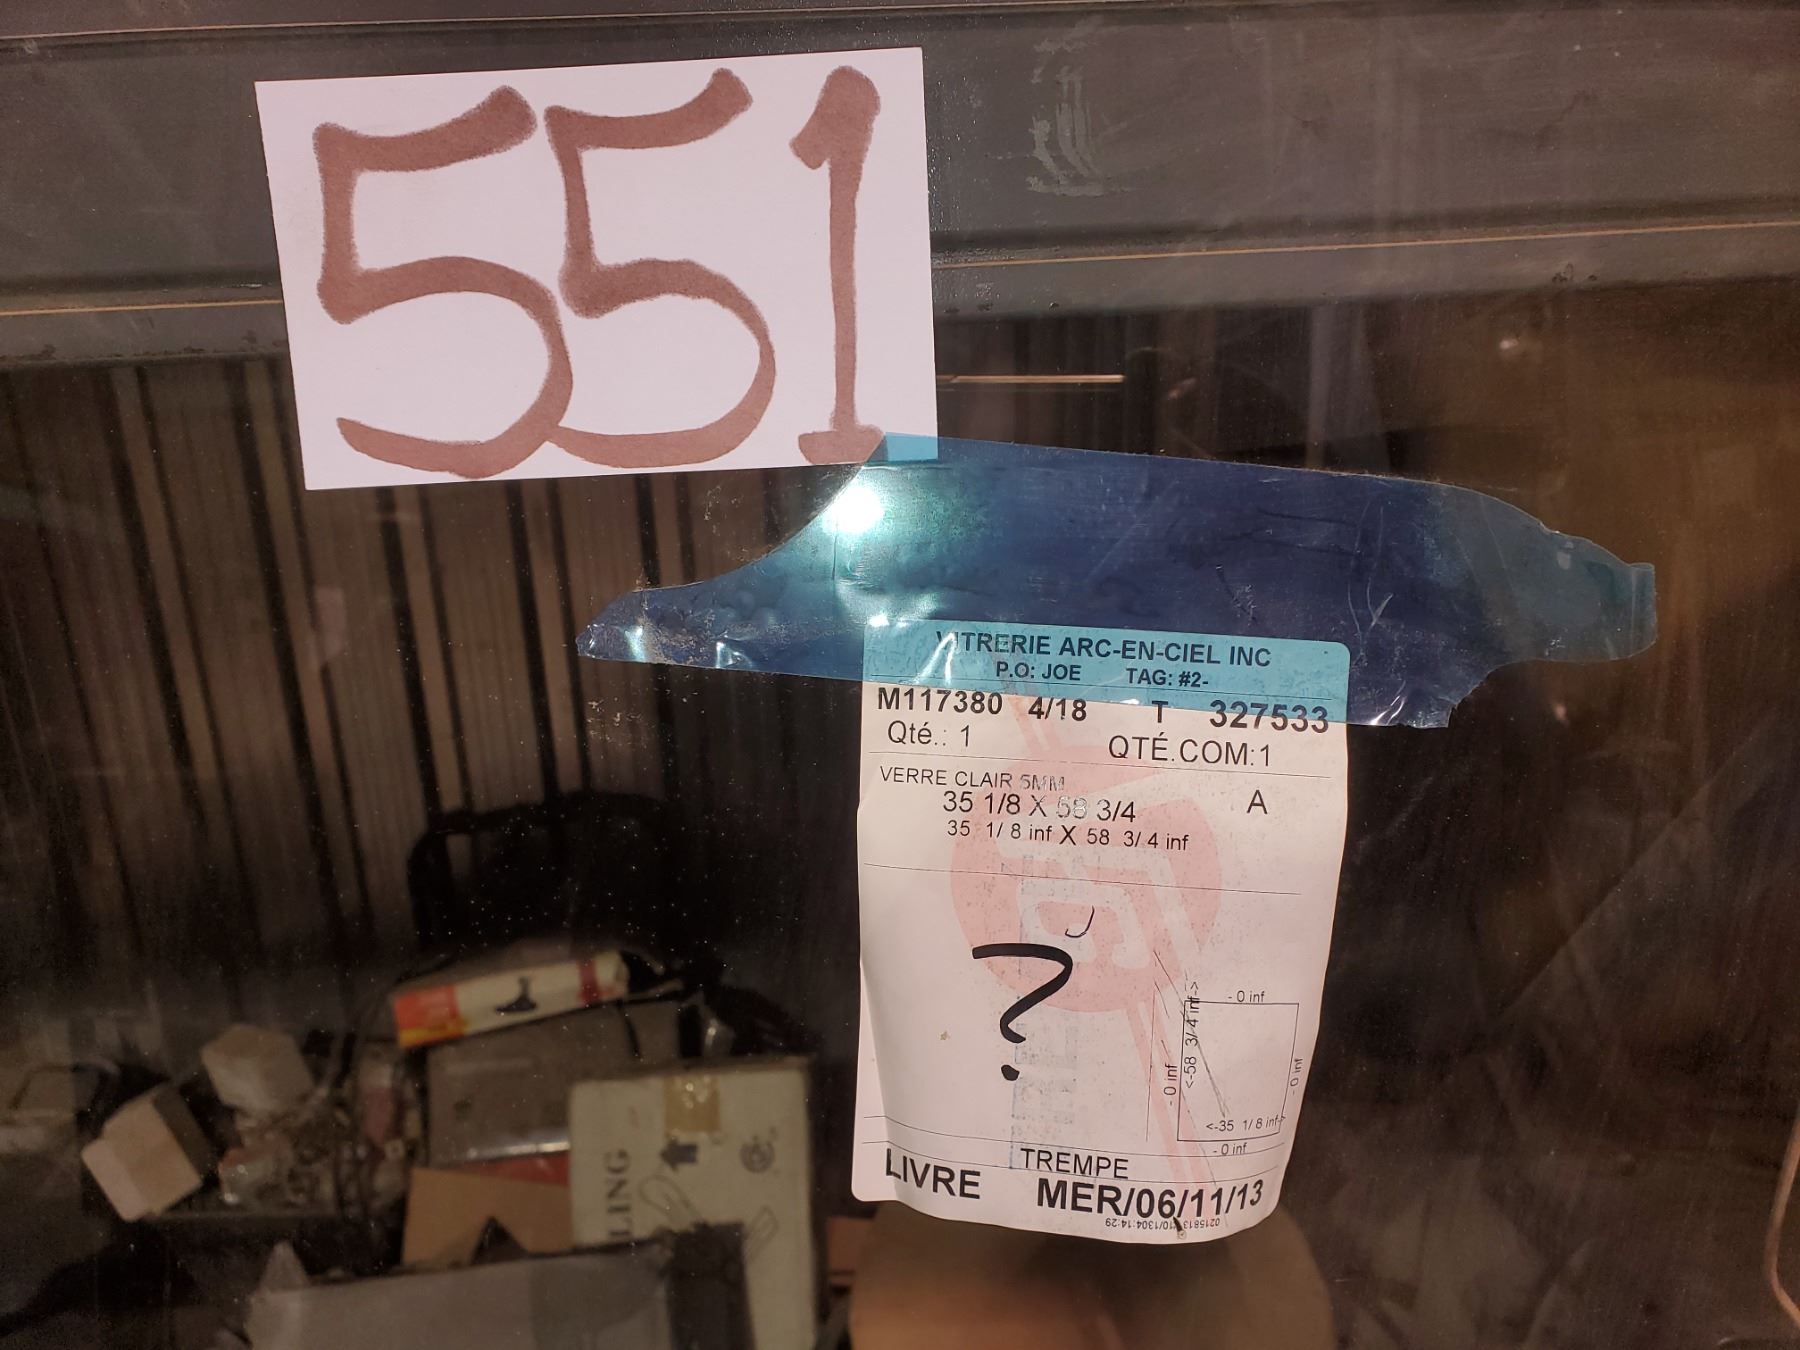 551
VITRERIE ARC-EN-CIEL INC
P.O: JOE TAG: #2-
M117380 4/18 T 327533
Qté.: 1 QTÉ.COM:1
VERRE CLAIR 5MM
35 1/8 X 58 3/4 A
35 1/8 inf X 58 3/4 inf
?
- 0 inf
<-58 3/4 inf->
- 0 inf
- 0 inf
<-35 1/8 inf->
- 0 inf
TREMPE
LIVRE MER/06/11/13
LING